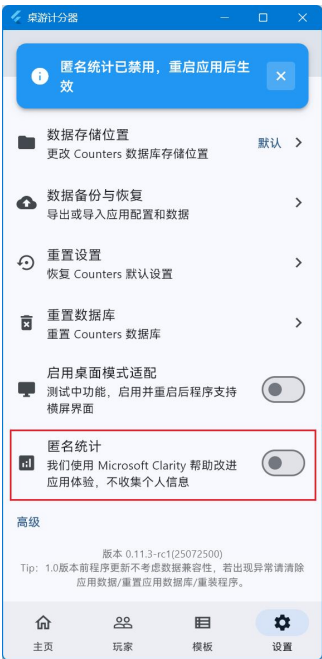 桌游计分器
匿名统计已禁用，重启应用后生
效
数据存储位置
更改 Counters 数据库存储位置
默认
数据备份与恢复
导出或导入应用配置和数据
重置设置
恢复 Counters 默认设置
重置数据库
重置 Counters 数据库
启用桌面模式适配
测试中功能，启用并重启后程序支持
横屏界面
匿名统计
我们使用 Microsoft Clarity 帮助改进
应用体验，不收集个人信息
高级
版本 0.11.3-rc1(25072500)
Tip：1.0版本前程序更新不考虑数据兼容性，若出现异常请清除
应用数据/重置应用数据库/重装程序。
主页
玩家
模板
设置